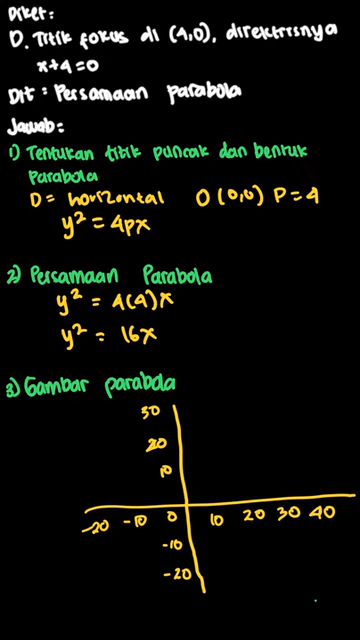 Diket:
D. Titik fokus di (4,0), direktrisnya
x+4=0
Dit: Persamaan parabola
Jawab:
1) Tentukan titik puncak dan bentuk
parabola
D= horizontal O(0,0) P=4
y² = 4px
2) Persamaan Parabola
y² = 4(4)x
y² = 16x
3) Gambar parabola
30
20
10
-20 -10 0 10 20 30 40
-10
-20